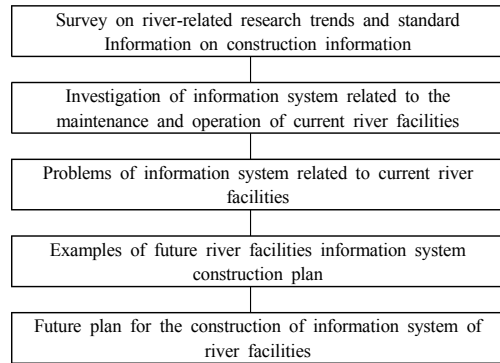 Survey on river-related research trends and standard
Information on construction information
Investigation of information system related to the
maintenance and operation of current river facilities
Problems of information system related to current river
facilities
Examples of future river facilities information system
construction plan
Future plan for the construction of information system of
river facilities